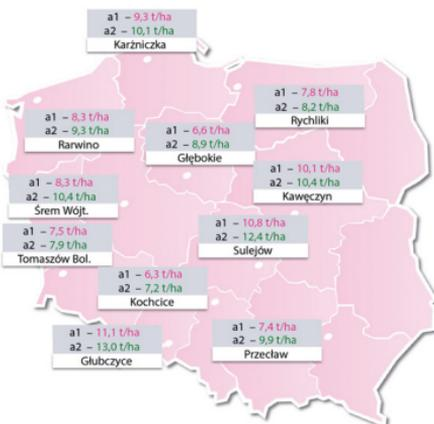 a1 – 9,3 t/ha
a2 – 10,1 t/ha
Karżniczka
a1 – 7,8 t/ha
a2 – 8,2 t/ha
Rychliki
a1 – 8,3 t/ha
a2 – 9,3 t/ha
Rarwino
a1 – 6,6 t/ha
a2 – 8,9 t/ha
Głębokie
a1 – 10,1 t/ha
a2 – 10,4 t/ha
Kawęczyn
a1 – 8,3 t/ha
a2 – 10,4 t/ha
Śrem Wójt.
a1 – 10,8 t/ha
a2 – 12,4 t/ha
Sulejów
a1 – 7,5 t/ha
a2 – 7,9 t/ha
Tomaszów Bol.
a1 – 6,3 t/ha
a2 – 7,2 t/ha
Kochcice
a1 – 11,1 t/ha
a2 – 13,0 t/ha
Głubczyce
a1 – 7,4 t/ha
a2 – 9,9 t/ha
Przecław